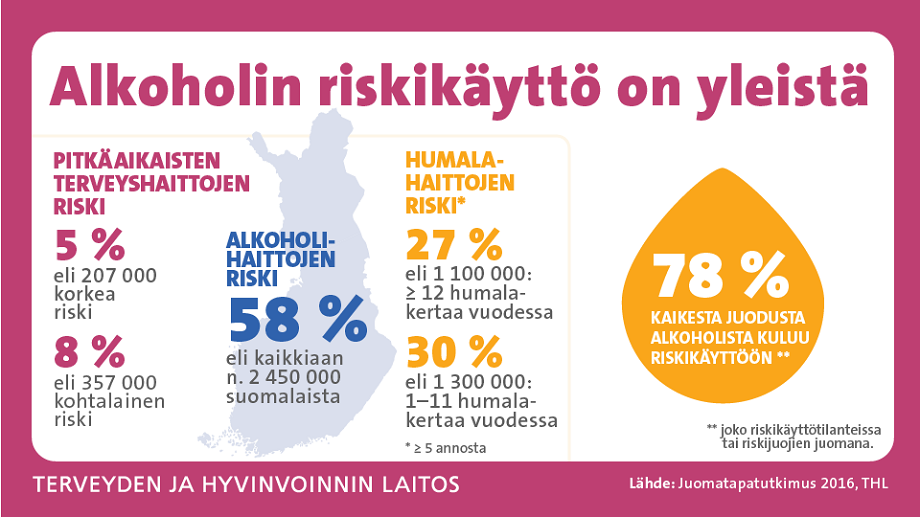 Alkoholin riskikäyttö on yleistä
PITKÄAIKAISTEN
TERVEYSHAITTOJEN
RISKI
5 %
eli 207 000
korkea
riski
8 %
eli 357 000
kohtalainen
riski
ALKOHOLI-
HAITTOJEN
RISKI
58 %
eli kaikkiaan
n. 2 450 000
suomalaista
HUMALA-
HAITTOJEN
RISKI*
27 %
eli 1 100 000:
≥ 12 humala-
kertaa vuodessa
30 %
eli 1 300 000:
1–11 humala-
kertaa vuodessa
* ≥ 5 annosta
78 %
KAIKESTA JUODUSTA
ALKOHOLISTA KULUU
RISKIKÄYTTÖÖN **
** joko riskikäyttötilanteissa
tai riskijuojien juomana.
TERVEYDEN JA HYVINVOINNIN LAITOS
Lähde: Juomatapatutkimus 2016, THL